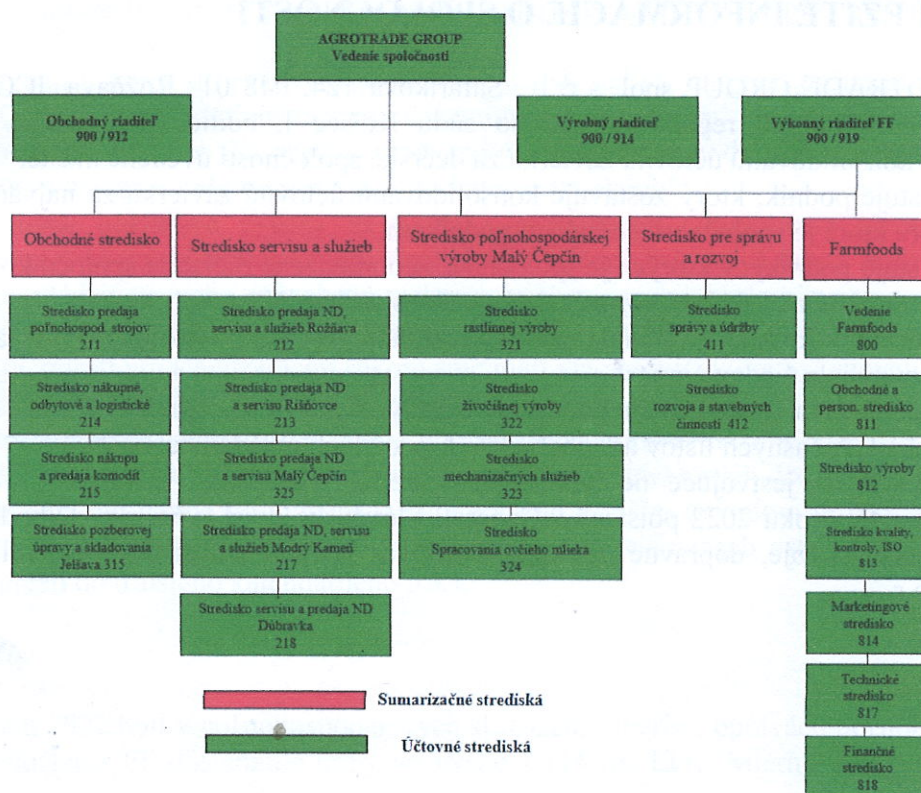 AGROTRADE GROUP
Vedenie spoločnosti
Obchodný riaditeľ
900 / 912
Výrobný riaditeľ
900 / 914
Výkonný riaditeľ FF
900 / 919
Obchodné stredisko
Stredisko servisu a služieb
Stredisko poľnohospodárskej
výroby Malý Čepčín
Stredisko pre správu
a rozvoj
Farmfoods
Stredisko predaja
poľnohospod. strojov
211
Stredisko nákupné,
odbytové a logistické
214
Stredisko nákupu
a predaja komodít
215
Stredisko pozberovej
úpravy a skladovania
Jelšava 315
Stredisko predaja ND,
servisu a služieb Rožňava
212
Stredisko predaja ND
a servisu Rišňovce
213
Stredisko predaja ND
a servisu Malý Čepčín
325
Stredisko predaja ND, servisu
a služieb Modrý Kameň
217
Stredisko servisu a predaja ND
Dúbravka
218
Stredisko
rastlinnej výroby
321
Stredisko
živočíšnej výroby
322
Stredisko
mechanizačných služieb
323
Stredisko
Spracovania ovčieho mlieka
324
Stredisko
správy a údržby
411
Stredisko
rozvoja a stavebných
činností 412
Vedenie
Farmfoods
800
Obchodné a
person. stredisko
811
Stredisko výroby
812
Stredisko kvality,
kontroly, ISO
813
Marketingové
stredisko
814
Technické
stredisko
817
Finančné
stredisko
818
Sumarizačné strediská
Účtovné strediská